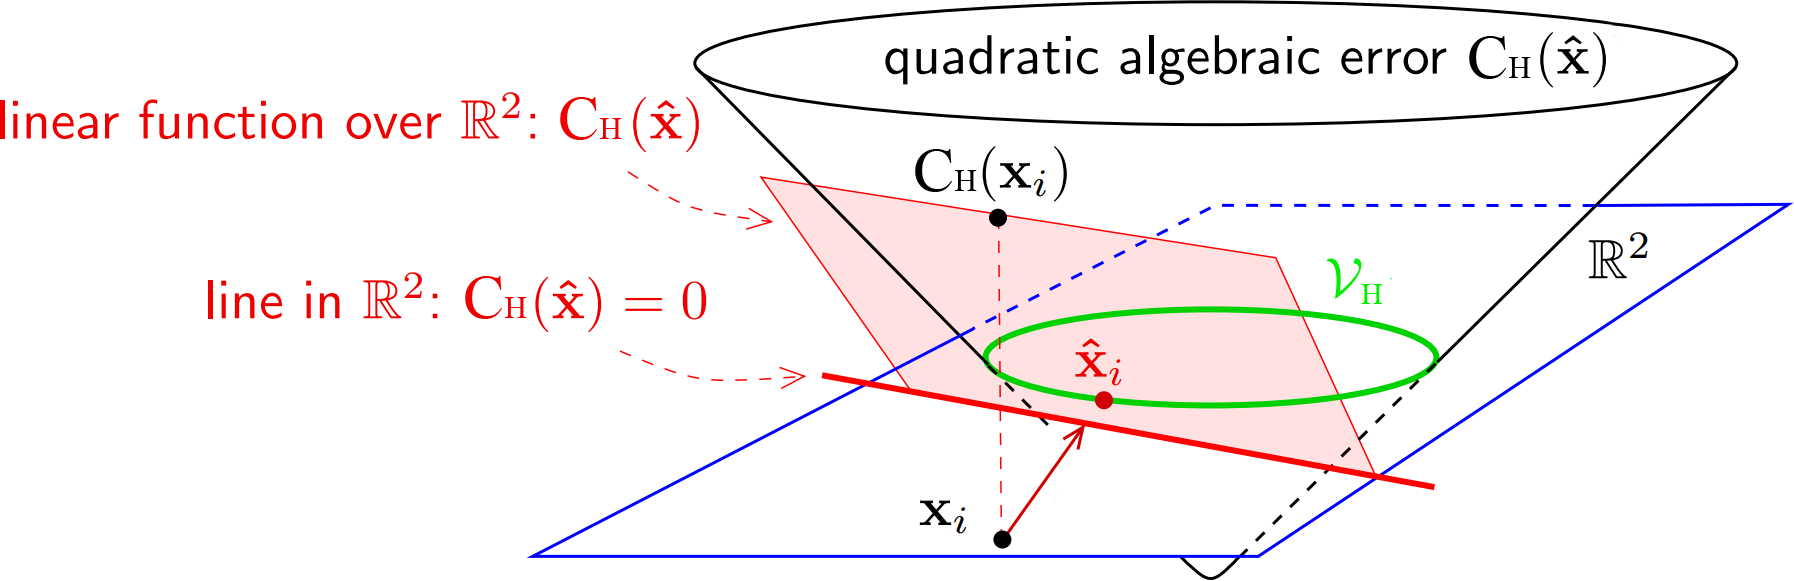 quadratic algebraic error C_H(x̂)
linear function over ℝ²: C_H(x̂)
C_H(x_i)
ℝ²
𝒱_H
line in ℝ²: C_H(x̂) = 0
x̂_i
x_i